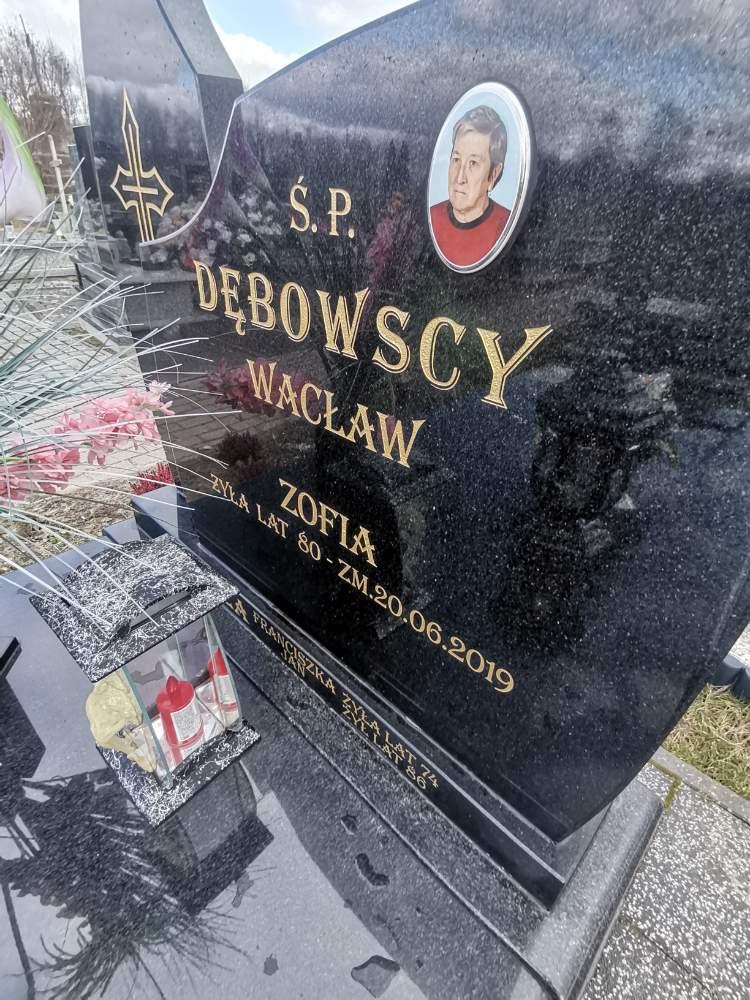 Ś. P.
DĘBOWSCY
WACŁAW
ZOFIA
ŻYŁA LAT 80 - ZM. 20.06.2019
FRANCISZKA ŻYŁA LAT 74
JAN ŻYŁ LAT 86